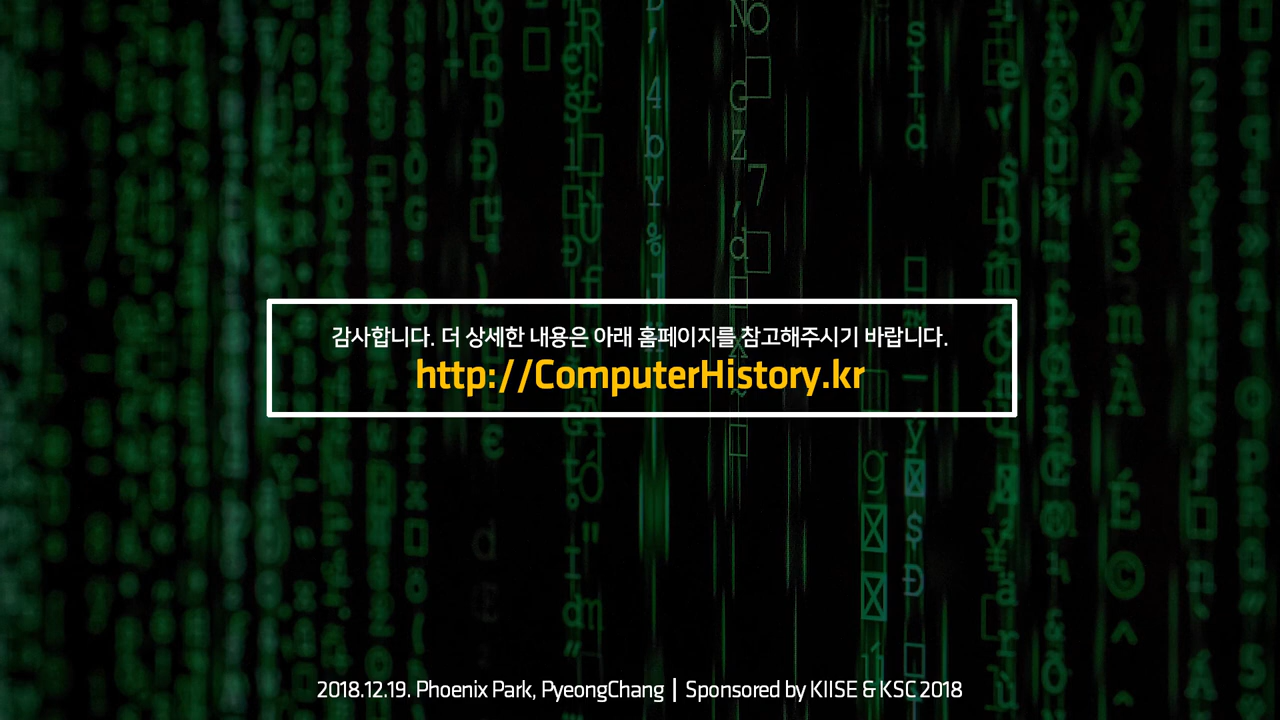 감사합니다. 더 상세한 내용은 아래 홈페이지를 참고해주시기 바랍니다.
http://ComputerHistory.kr
2018.12.19. Phoenix Park, PyeongChang | Sponsored by KIISE & KSC 2018